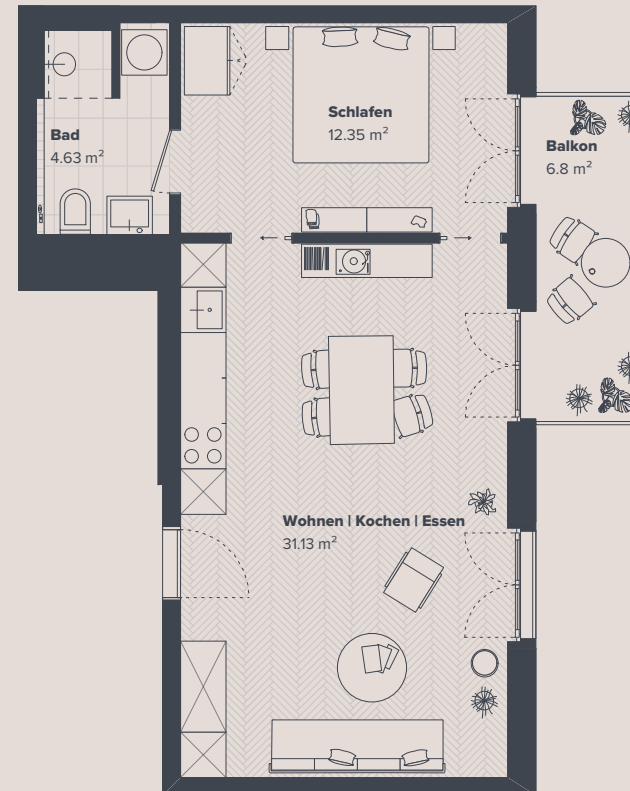 Schlafen
12.35 m²
Bad
4.63 m²
Balkon
6.8 m²
Wohnen | Kochen | Essen
31.13 m²